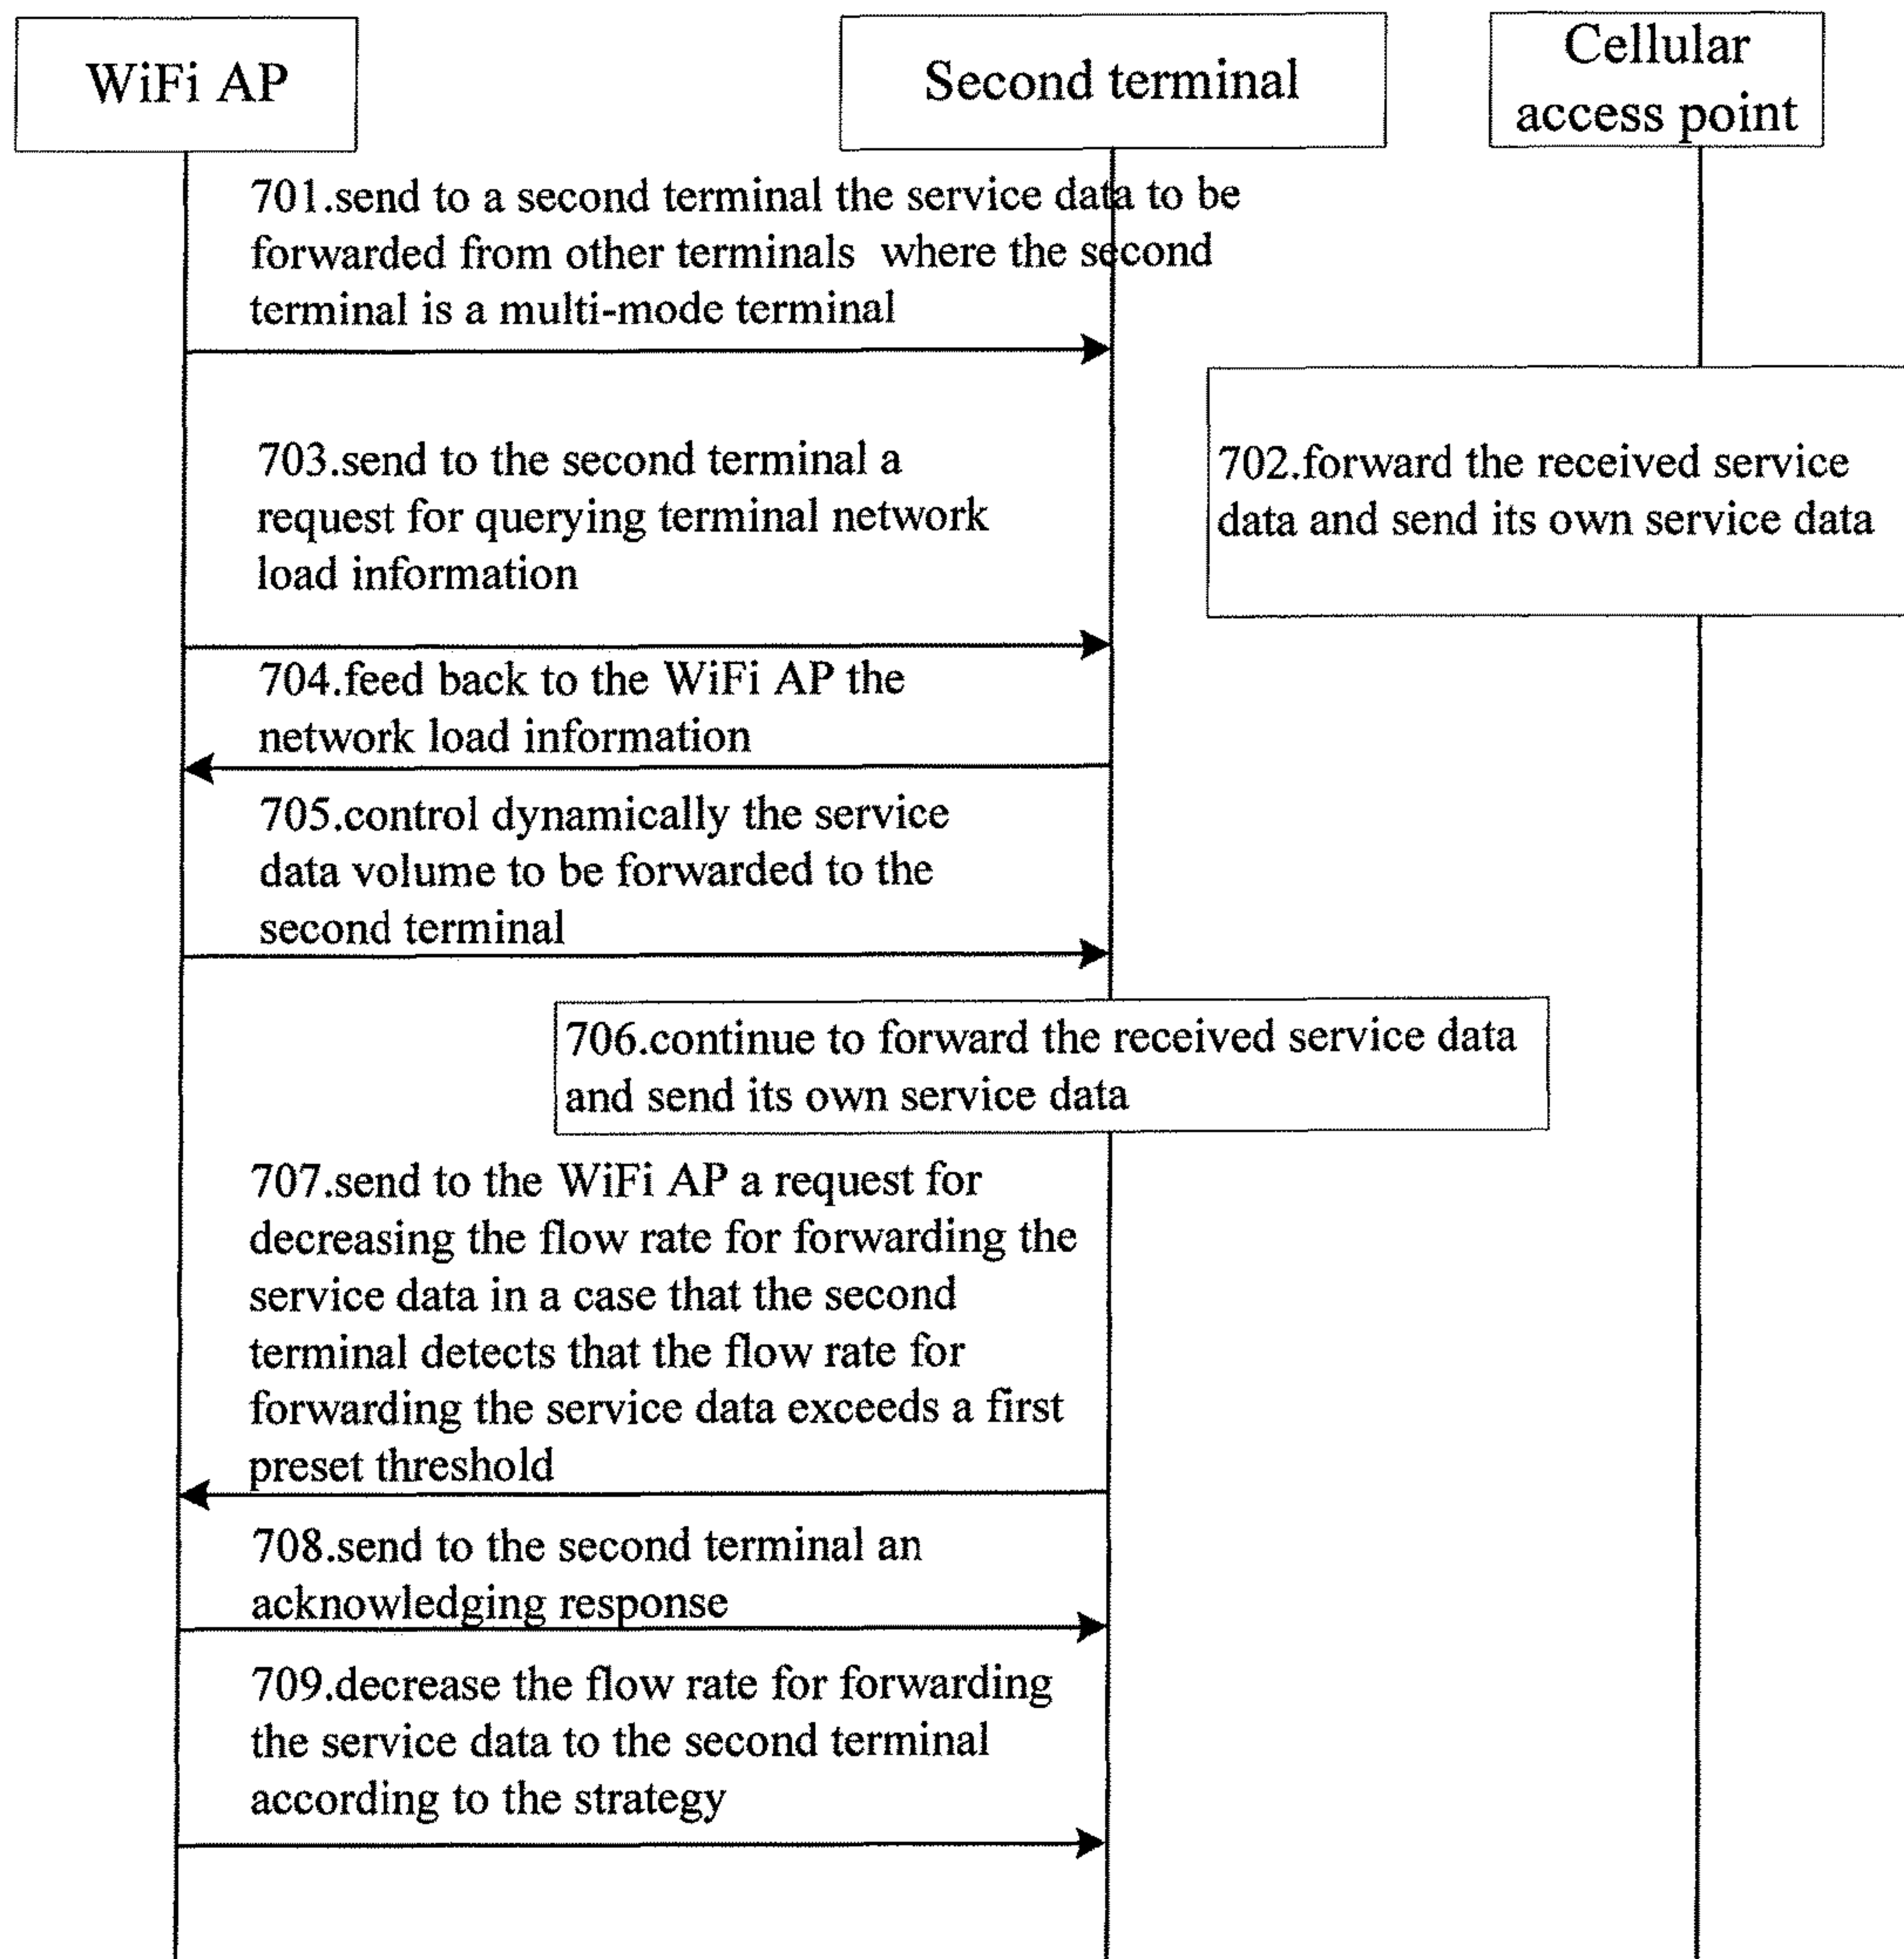 WiFi AP
Second terminal
Cellular
access point
701.send to a second terminal the service data to be
forwarded from other terminals where the second
terminal is a multi-mode terminal
702.forward the received service
data and send its own service data
703.send to the second terminal a
request for querying terminal network
load information
704.feed back to the WiFi AP the
network load information
705.control dynamically the service
data volume to be forwarded to the
second terminal
706.continue to forward the received service data
and send its own service data
707.send to the WiFi AP a request for
decreasing the flow rate for forwarding the
service data in a case that the second
terminal detects that the flow rate for
forwarding the service data exceeds a first
preset threshold
708.send to the second terminal an
acknowledging response
709.decrease the flow rate for forwarding
the service data to the second terminal
according to the strategy